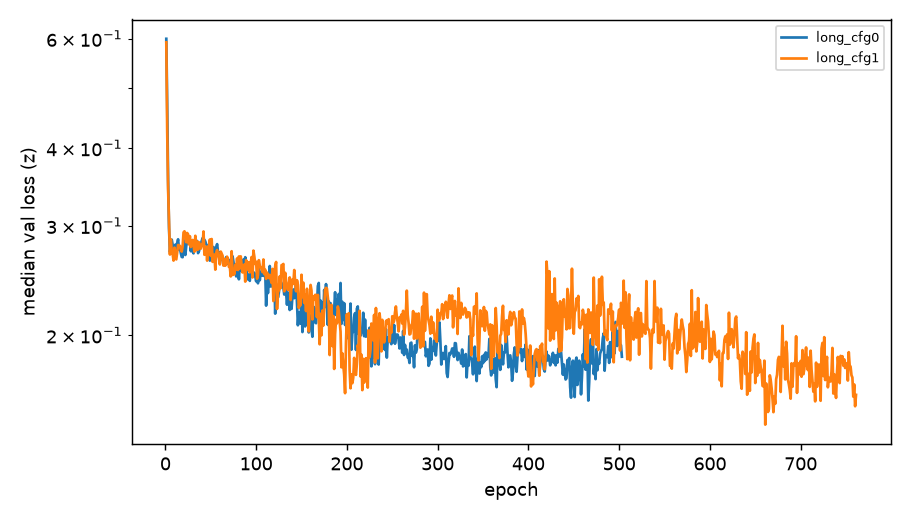 long_cfg0
long_cfg1
6 × 10⁻¹
4 × 10⁻¹
3 × 10⁻¹
2 × 10⁻¹
median val loss (z)
0 100 200 300 400 500 600 700
epoch